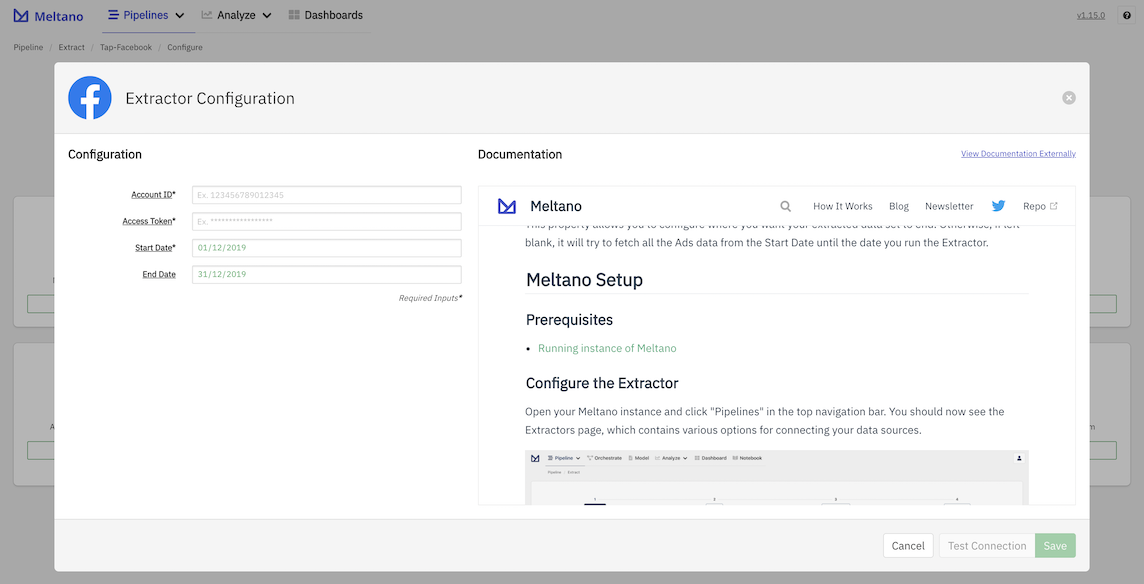 Meltano
Pipelines
Analyze
Dashboards
v1.15.0
Pipeline / Extract / Tap-Facebook / Configure
Extractor Configuration
Configuration
Account ID*
Ex. 123456789012345
Access Token*
Ex. *****************
Start Date*
01/12/2019
End Date
31/12/2019
Required Inputs*
Documentation
View Documentation Externally
Meltano
How It Works
Blog
Newsletter
Repo
This property allows you to configure where you want your extracted data set to end. Otherwise, if left
blank, it will try to fetch all the Ads data from the Start Date until the date you run the Extractor.
Meltano Setup
Prerequisites
• Running instance of Meltano
Configure the Extractor
Open your Meltano instance and click "Pipelines" in the top navigation bar. You should now see the
Extractors page, which contains various options for connecting your data sources.
Pipeline
Orchestrate
Model
Analyze
Dashboard
Notebook
Pipeline / Extract
1
2
3
4
Cancel
Test Connection
Save